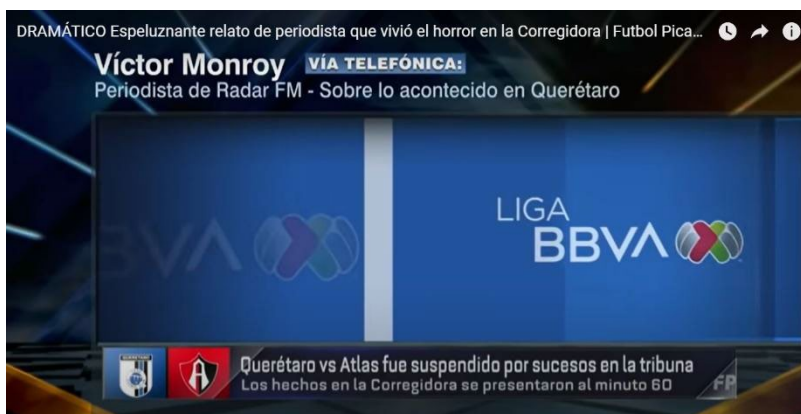 DRAMÁTICO Espeluznante relato de periodista que vivió el horror en la Corregidora | Futbol Pica...
Víctor Monroy VÍA TELEFÓNICA:
Periodista de Radar FM - Sobre lo acontecido en Querétaro
BBVA
LIGA
BBVA
QUERÉTARO
A
Querétaro vs Atlas fue suspendido por sucesos en la tribuna
Los hechos en la Corregidora se presentaron al minuto 60
FP